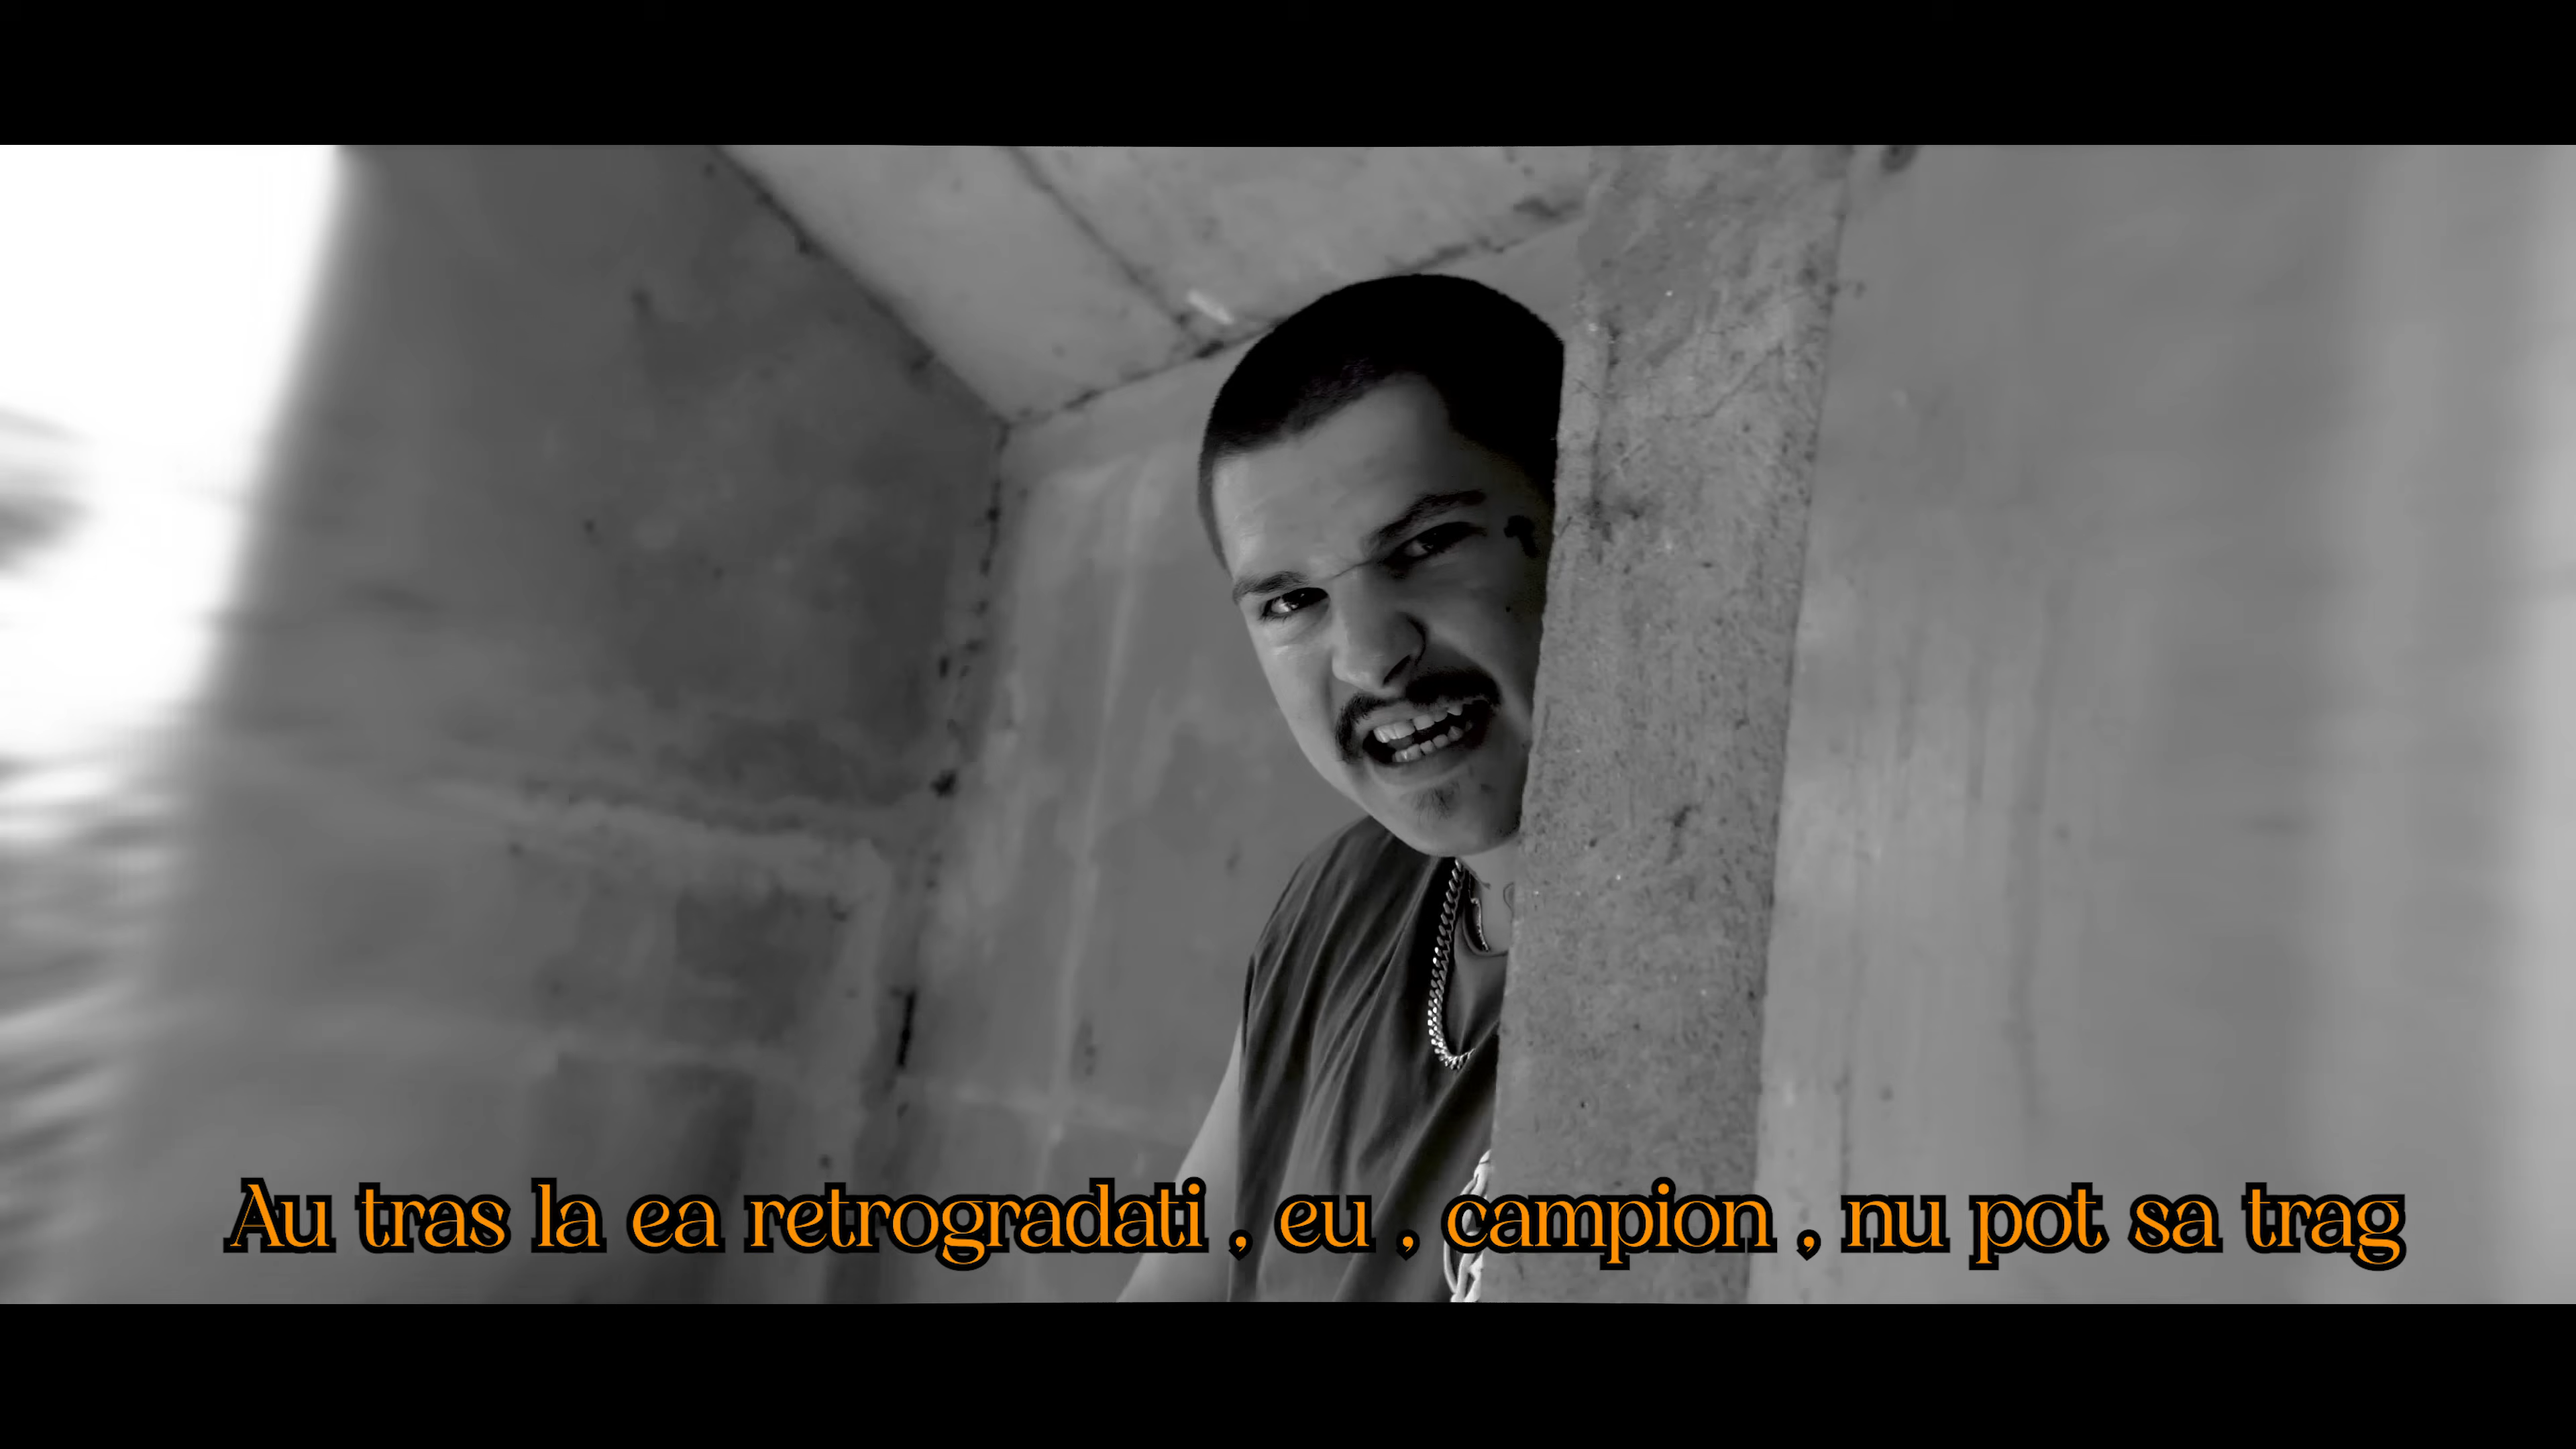 Au tras la ea retrogradati , eu , campion , nu pot sa trag